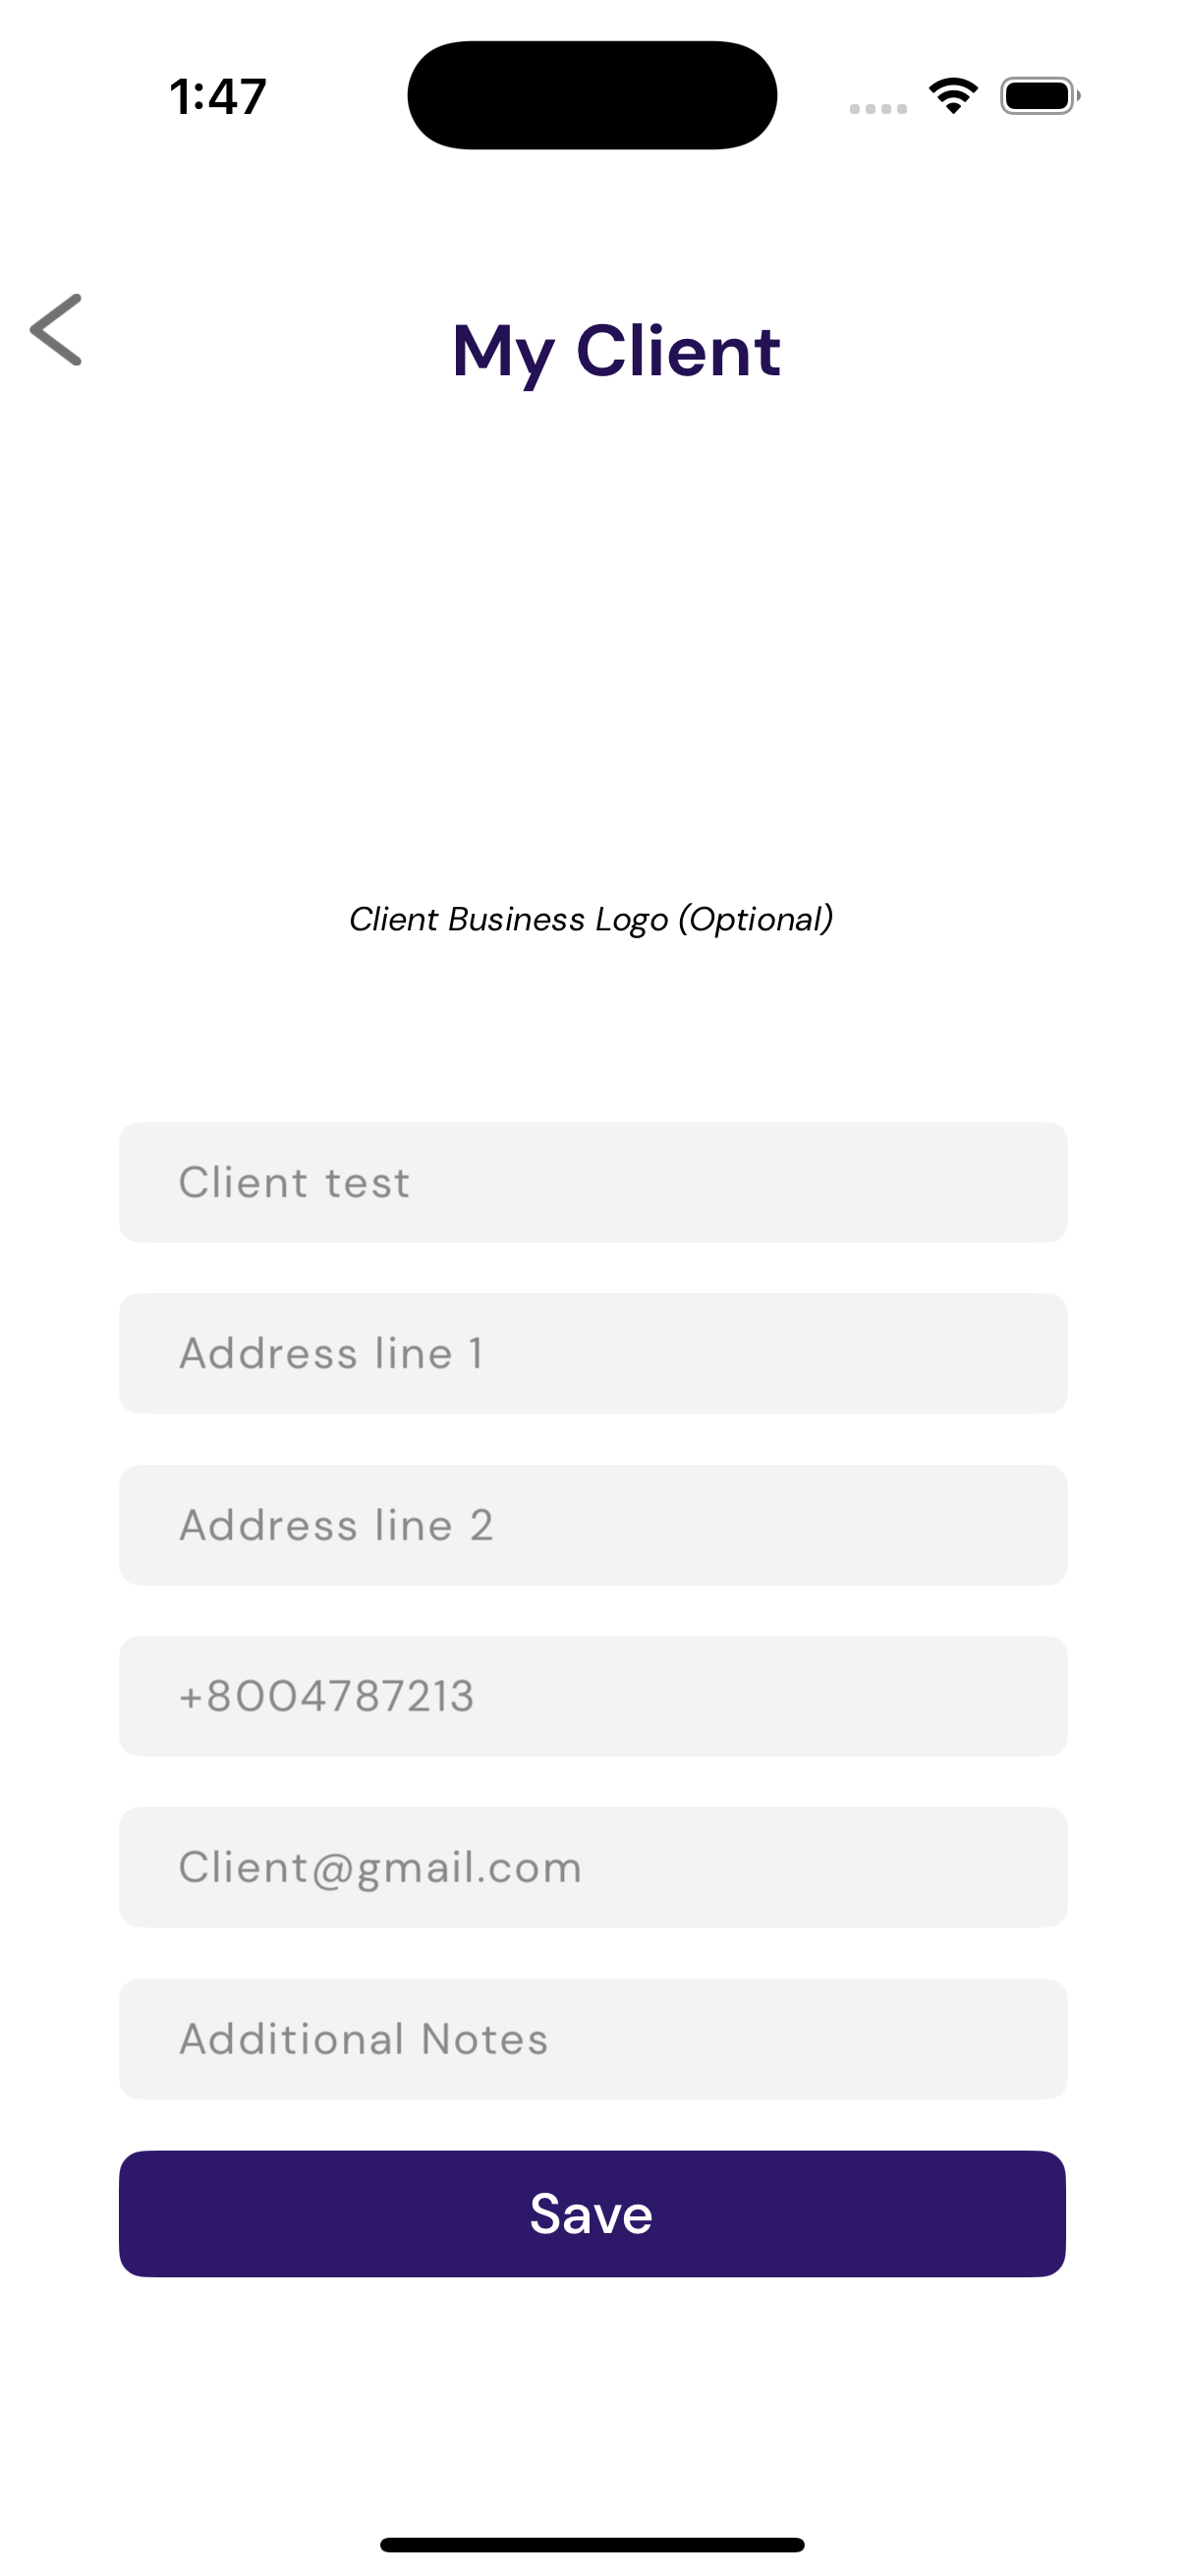 1:47
My Client
Client Business Logo (Optional)
Client test
Address line 1
Address line 2
+8004787213
Client@gmail.com
Additional Notes
Save